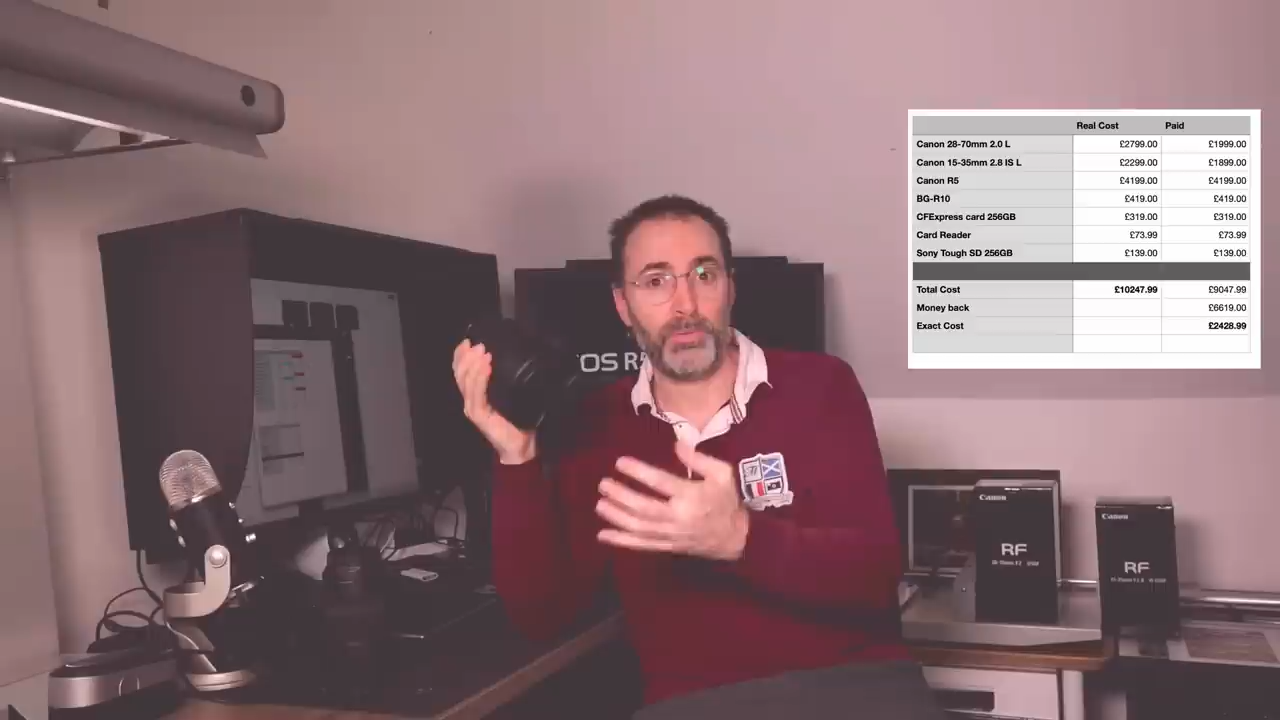 Real Cost Paid
Canon 28-70mm 2.0 L £2799.00 £1999.00
Canon 15-35mm 2.8 IS L £2299.00 £1899.00
Canon R5 £4199.00 £4199.00
BG-R10 £419.00 £419.00
CFExpress card 256GB £319.00 £319.00
Card Reader £73.99 £73.99
Sony Tough SD 256GB £139.00 £139.00
Total Cost £10247.99 £9047.99
Money back £6619.00
Exact Cost £2428.99
OS R
Canon
RF
Canon
RF